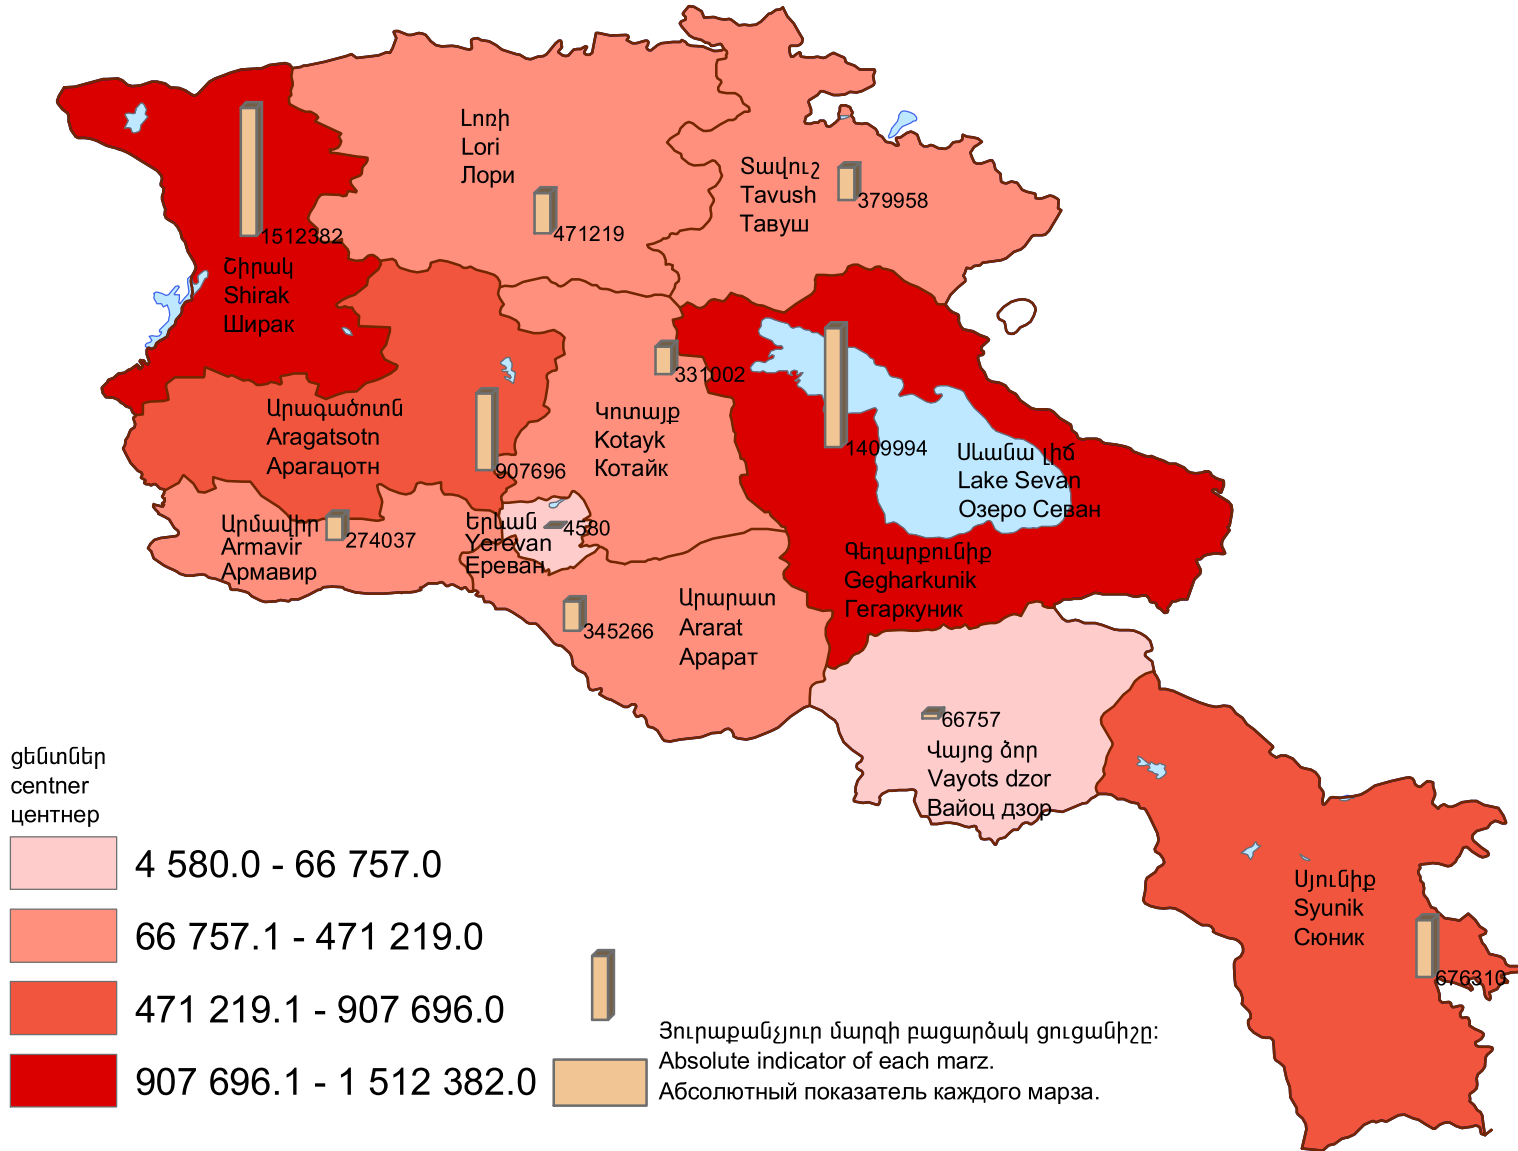 Լոռի
Lori
Лори
471219
Տավուշ
Tavush
Тавуш
379958
1512382
Շիրակ
Shirak
Ширак
331002
Արագածոտն
Aragatsotn
Арагацотн
907696
Կոտայք
Kotayk
Котайк
1409994
Սևանա լիճ
Lake Sevan
Озеро Севан
Արմավիր
Armavir
Армавир
274037
Երևան
Yerevan
Ереван
4580
Գեղարքունիք
Gegharkunik
Гегаркуник
345266
Արարատ
Ararat
Арарат
66757
Վայոց ձոր
Vayots dzor
Вайоц дзор
Սյունիք
Syunik
Сюник
676310
ցենտներ
centner
центнер
4 580.0 - 66 757.0
66 757.1 - 471 219.0
471 219.1 - 907 696.0
907 696.1 - 1 512 382.0
Յուրաքանչյուր մարզի բացարձակ ցուցանիշը:
Absolute indicator of each marz.
Абсолютный показатель каждого марза.